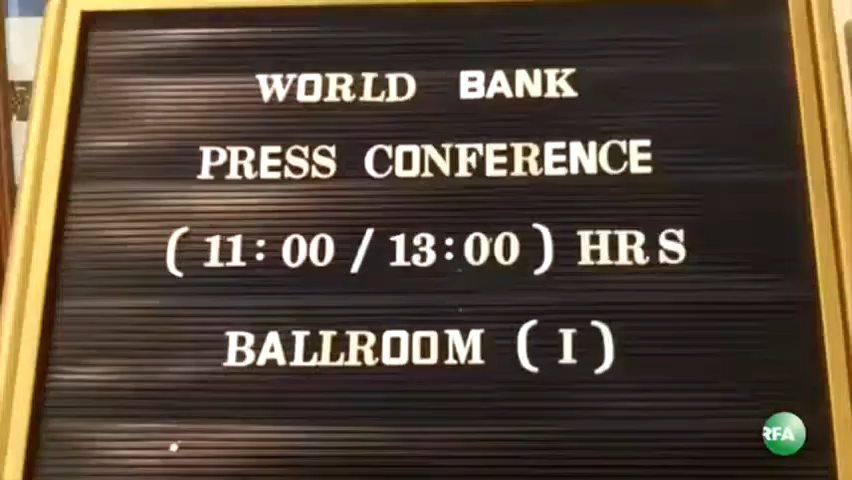 WORLD BANK
PRESS CONFERENCE
( 11:00 / 13:00 ) HRS
BALLROOM ( I )
RFA